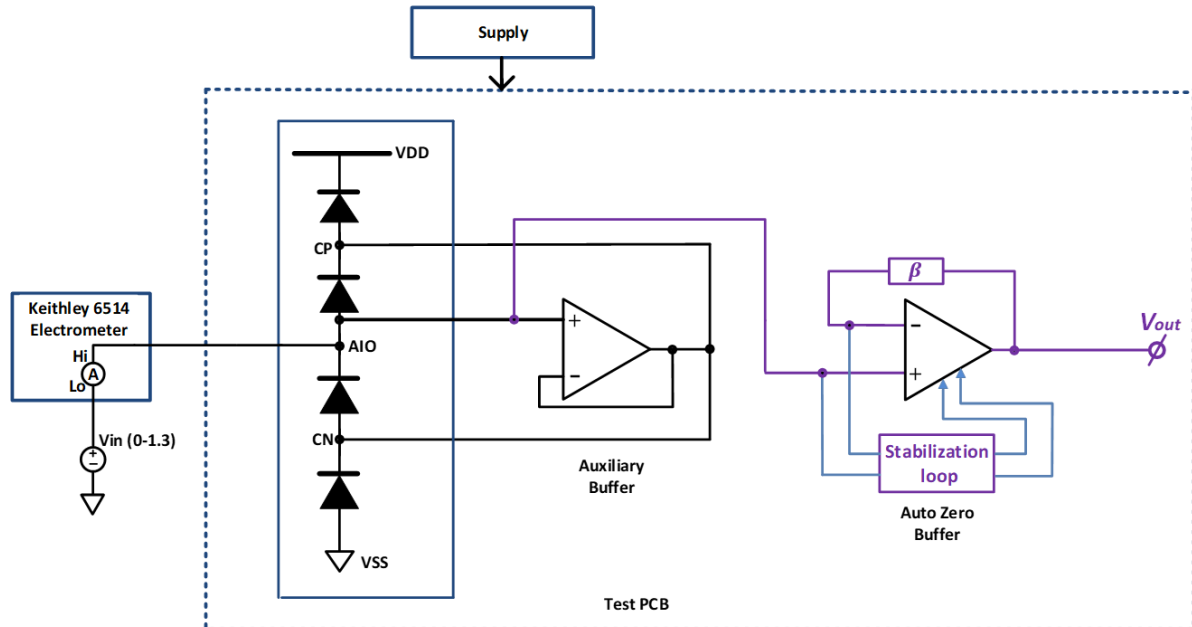 Supply
VDD
CP
Keithley 6514
Electrometer
Hi
A
Lo
AIO
Vin (0-1.3)
+
−
CN
VSS
+
-
Auxiliary
Buffer
β
-
+
Vout
Stabilization
loop
Auto Zero
Buffer
Test PCB